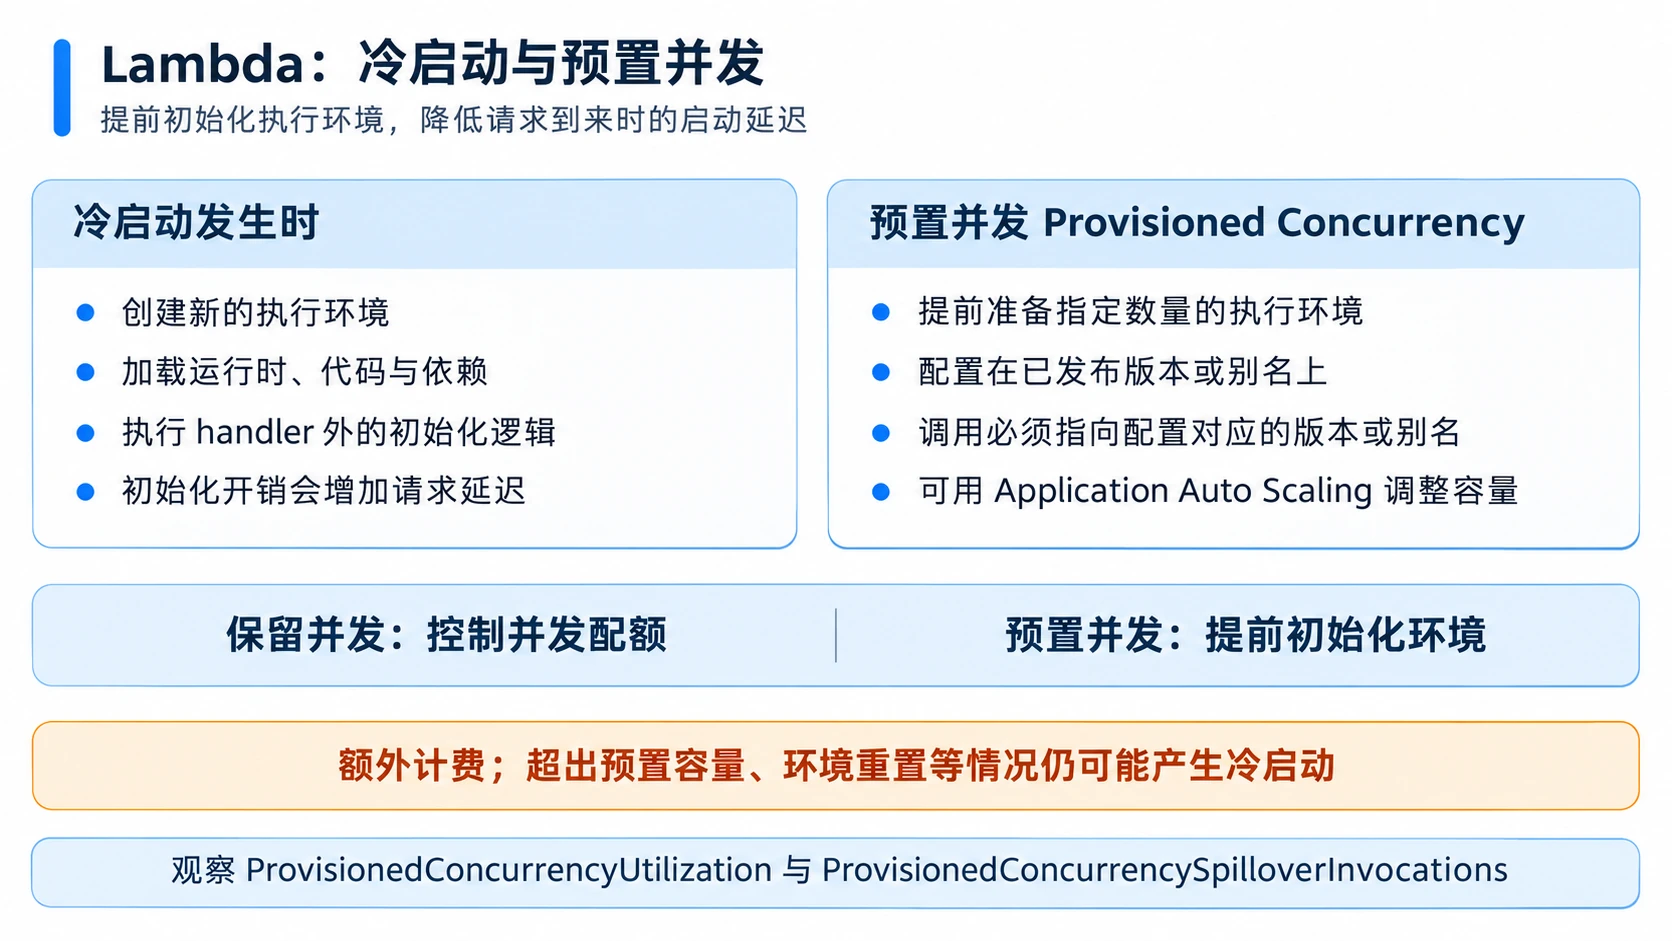 Lambda：冷启动与预置并发
提前初始化执行环境，降低请求到来时的启动延迟
冷启动发生时
创建新的执行环境
加载运行时、代码与依赖
执行 handler 外的初始化逻辑
初始化开销会增加请求延迟
预置并发 Provisioned Concurrency
提前准备指定数量的执行环境
配置在已发布版本或别名上
调用必须指向配置对应的版本或别名
可用 Application Auto Scaling 调整容量
保留并发：控制并发配额
预置并发：提前初始化环境
额外计费；超出预置容量、环境重置等情况仍可能产生冷启动
观察 ProvisionedConcurrencyUtilization 与 ProvisionedConcurrencySpilloverInvocations